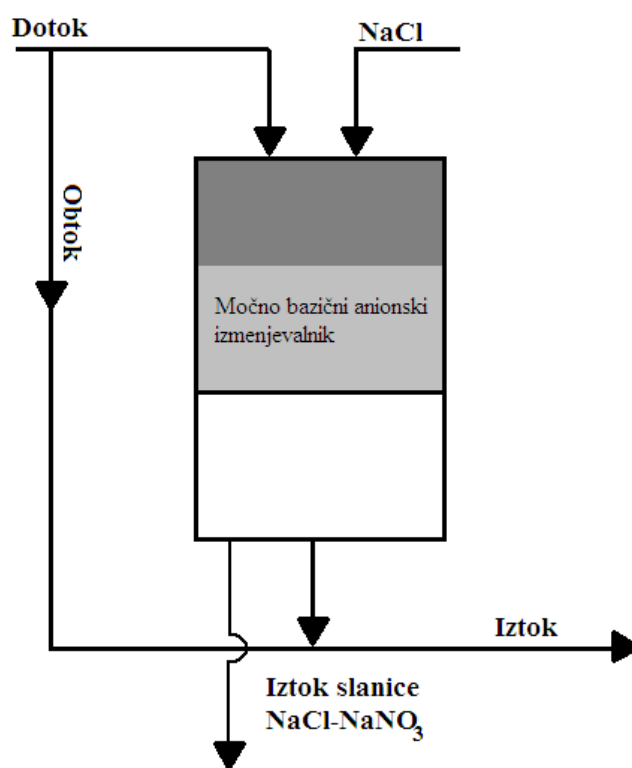 Dotok
NaCl
Obtok
Močno bazični anionski
izmenjevalnik
Iztok
Iztok slanice
NaCl-NaNO₃